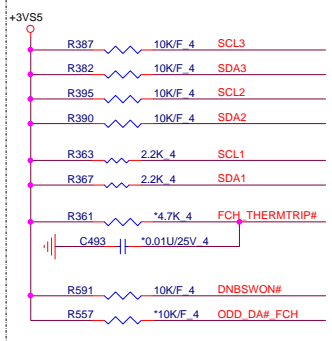 +3VS5
R387 10K/F_4 SCL3
R382 10K/F_4 SDA3
R395 10K/F_4 SCL2
R390 10K/F_4 SDA2
R363 2.2K_4 SCL1
R367 2.2K_4 SDA1
R361 *4.7K_4 FCH_THERMTRIP#
C493 *0.01U/25V_4
R591 10K/F_4 DNBSWON#
R557 *10K/F_4 ODD_DA#_FCH